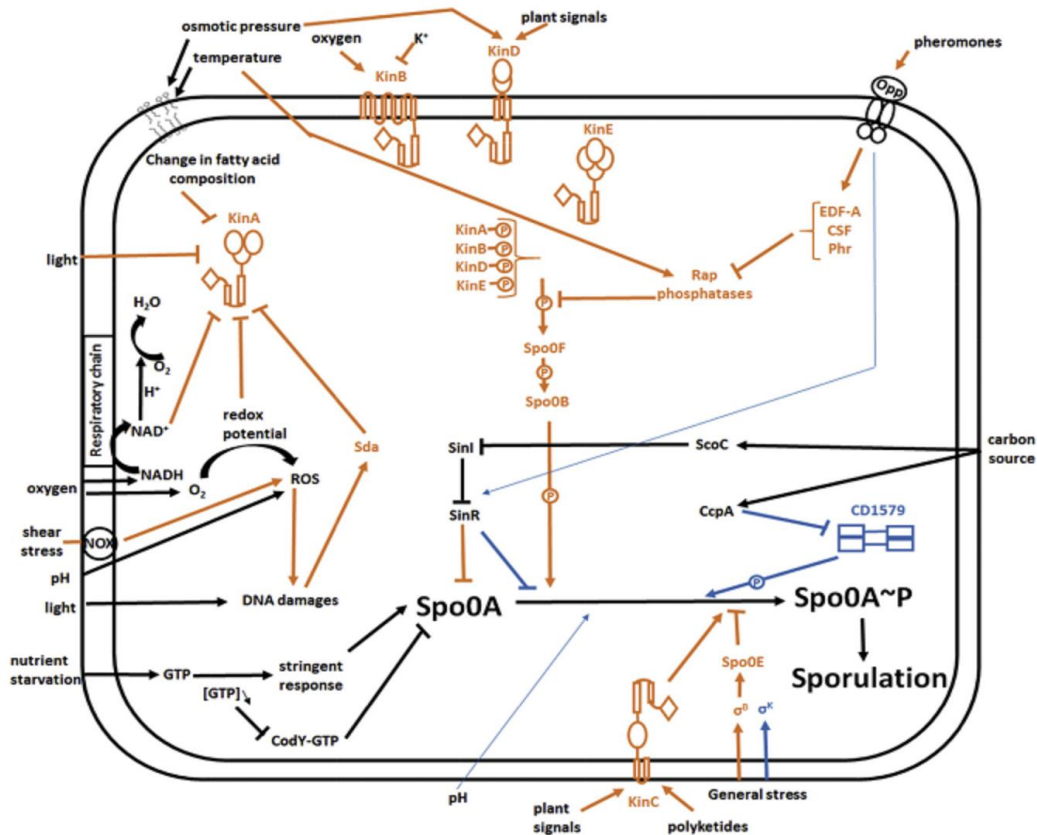 osmotic pressure
plant signals
oxygen
K⁺
KinD
temperature
KinB
pheromones
Opp
KinE
Change in fatty acid
composition
KinA
EDF-A
CSF
Phr
KinA P
KinB P
KinD P
KinE P
light
Rap
phosphatases
P
H₂O
O₂
Spo0F
P
Spo0B
H⁺
Respiratory chain
NAD⁺
redox
potential
Sda
SinI
ScoC
carbon
source
NADH
ROS
oxygen
O₂
P
SinR
CcpA
CD1579
shear
stress
NOX
pH
P
light
DNA damages
Spo0A
Spo0A~P
nutrient
starvation
GTP
stringent
response
Spo0E
Sporulation
[GTP]
σᴮ
σᴷ
CodY-GTP
pH
General stress
plant
signals
KinC
polyketides